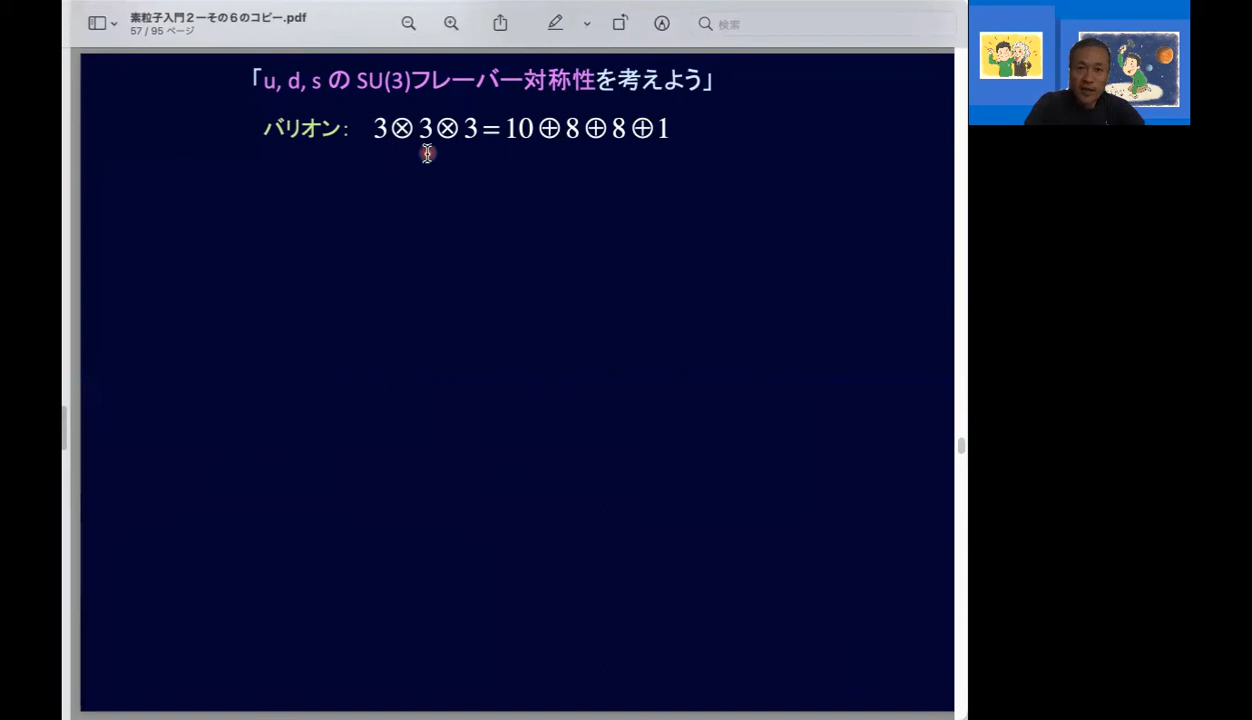 素粒子入門2ーその6のコピー.pdf
57 / 95 ページ
検索
「u, d, s の SU(3)フレーバー対称性を考えよう」
バリオン: 3⊗3⊗3=10⊕8⊕8⊕1